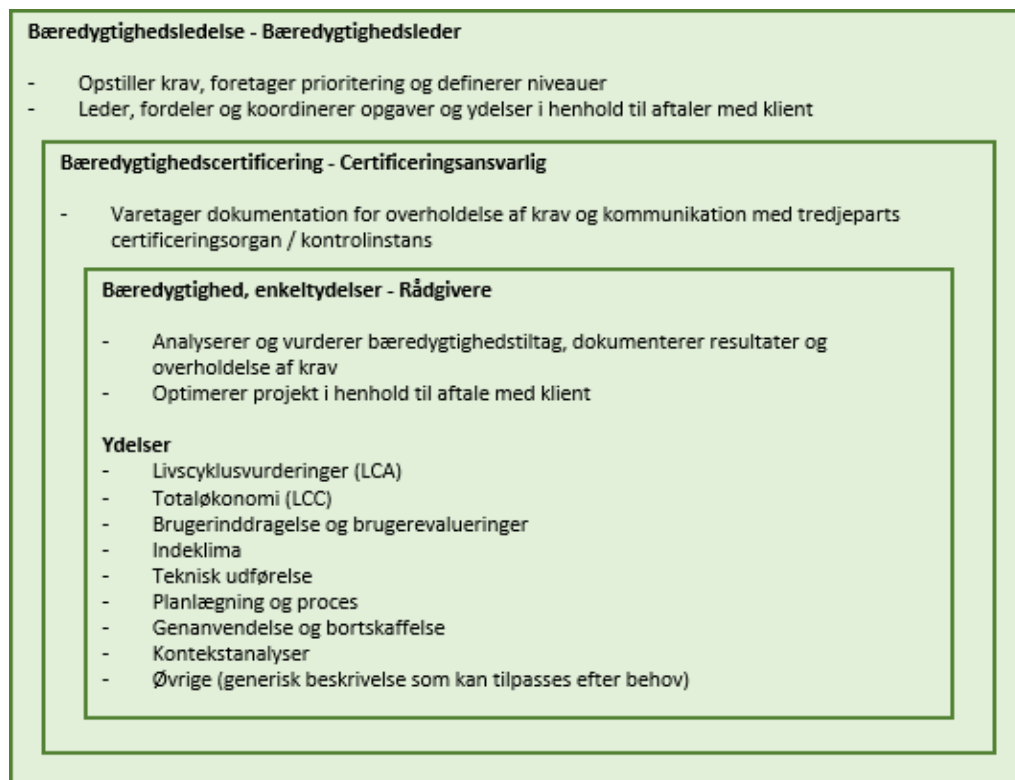 Bæredygtighedsledelse - Bæredygtighedsleder
- Opstiller krav, foretager prioritering og definerer niveauer
- Leder, fordeler og koordinerer opgaver og ydelser i henhold til aftaler med klient
Bæredygtighedscertificering - Certificeringsansvarlig
- Varetager dokumentation for overholdelse af krav og kommunikation med tredjeparts
certificeringsorgan / kontrolinstans
Bæredygtighed, enkeltydelser - Rådgivere
- Analyserer og vurderer bæredygtighedstiltag, dokumenterer resultater og
overholdelse af krav
- Optimerer projekt i henhold til aftale med klient
Ydelser
- Livscyklusvurderinger (LCA)
- Totaløkonomi (LCC)
- Brugerinddragelse og brugerevalueringer
- Indeklima
- Teknisk udførelse
- Planlægning og proces
- Genanvendelse og bortskaffelse
- Kontekstanalyser
- Øvrige (generisk beskrivelse som kan tilpasses efter behov)